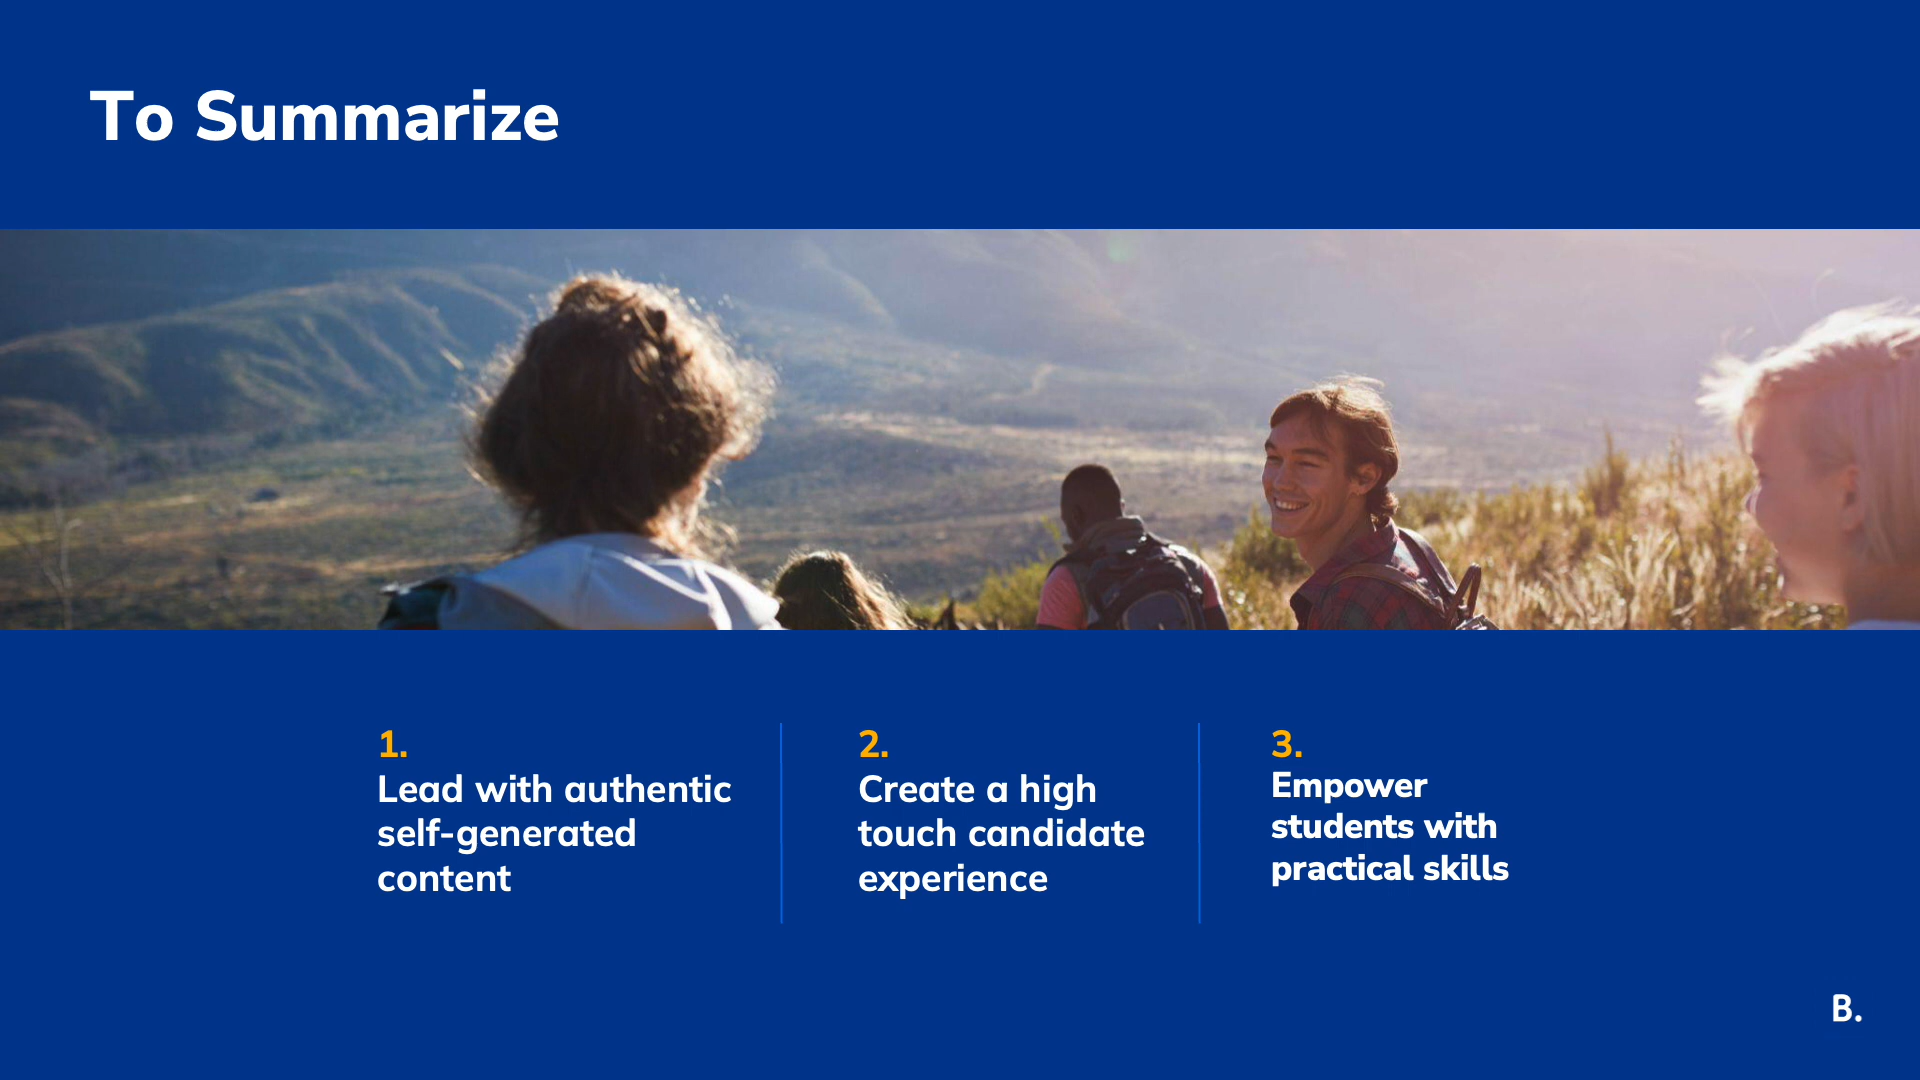 To Summarize
1.
Lead with authentic
self-generated
content
2.
Create a high
touch candidate
experience
3.
Empower
students with
practical skills
B.